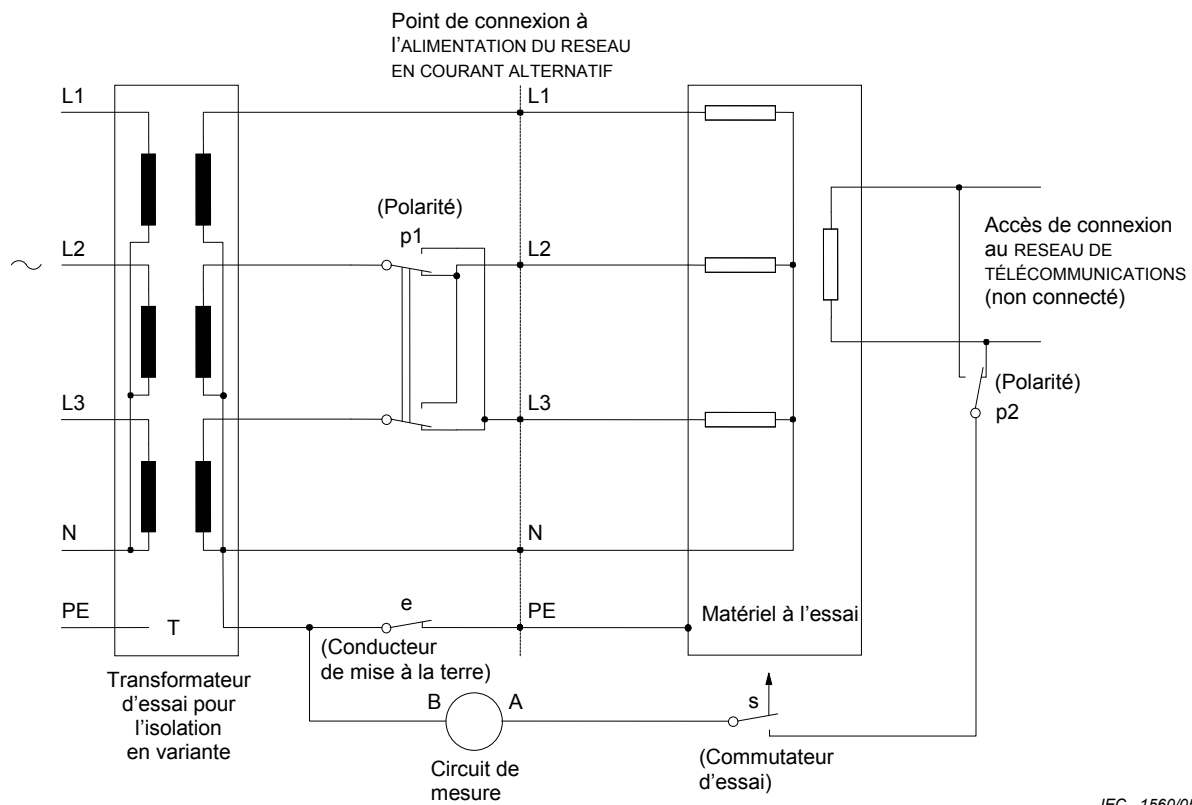 Point de connexion à
l'ALIMENTATION DU RESEAU
EN COURANT ALTERNATIF
L1
L1
(Polarité)
p1
L2
L2
Accès de connexion
au RESEAU DE
TÉLÉCOMMUNICATIONS
(non connecté)
L3
L3
(Polarité)
p2
N
N
PE
T
e
PE
Matériel à l'essai
(Conducteur
de mise à la terre)
Transformateur
d'essai pour
l'isolation
en variante
B
A
s
Circuit de
mesure
(Commutateur
d'essai)